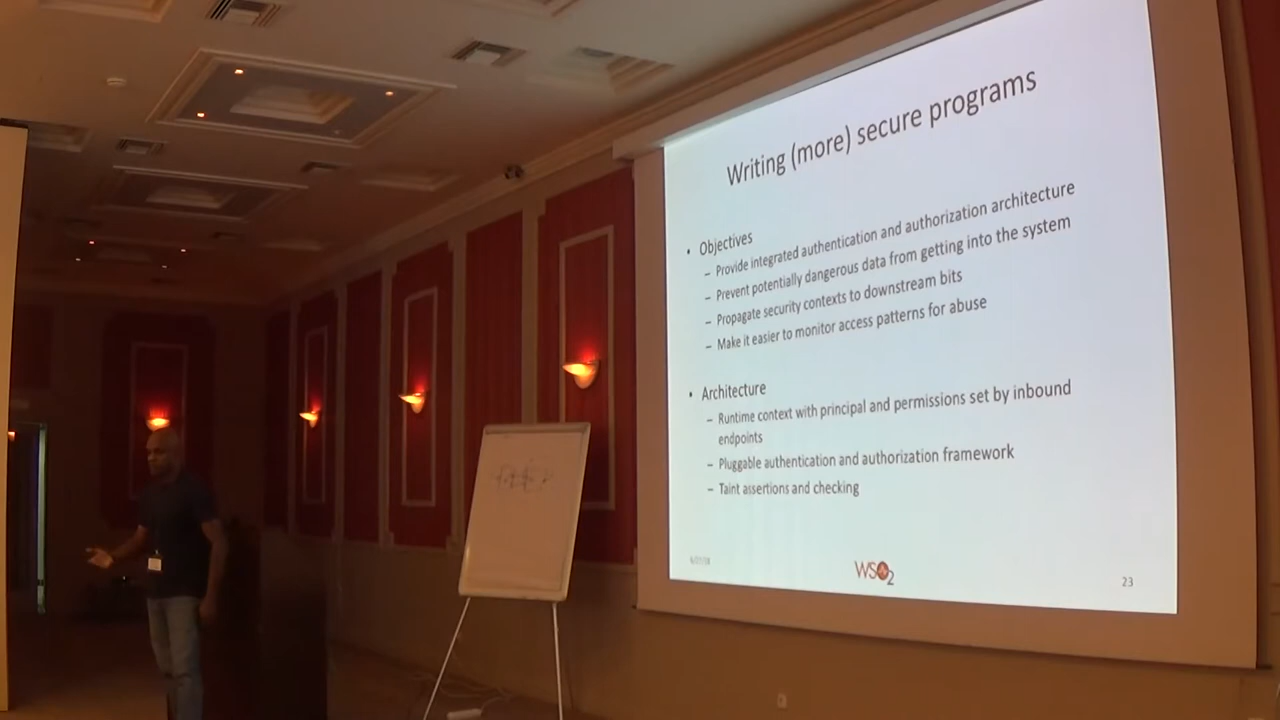 Writing (more) secure programs
• Objectives
– Provide integrated authentication and authorization architecture
– Prevent potentially dangerous data from getting into the system
– Propagate security contexts to downstream bits
– Make it easier to monitor access patterns for abuse
• Architecture
– Runtime context with principal and permissions set by inbound
endpoints
– Pluggable authentication and authorization framework
– Taint assertions and checking
WSO2
23